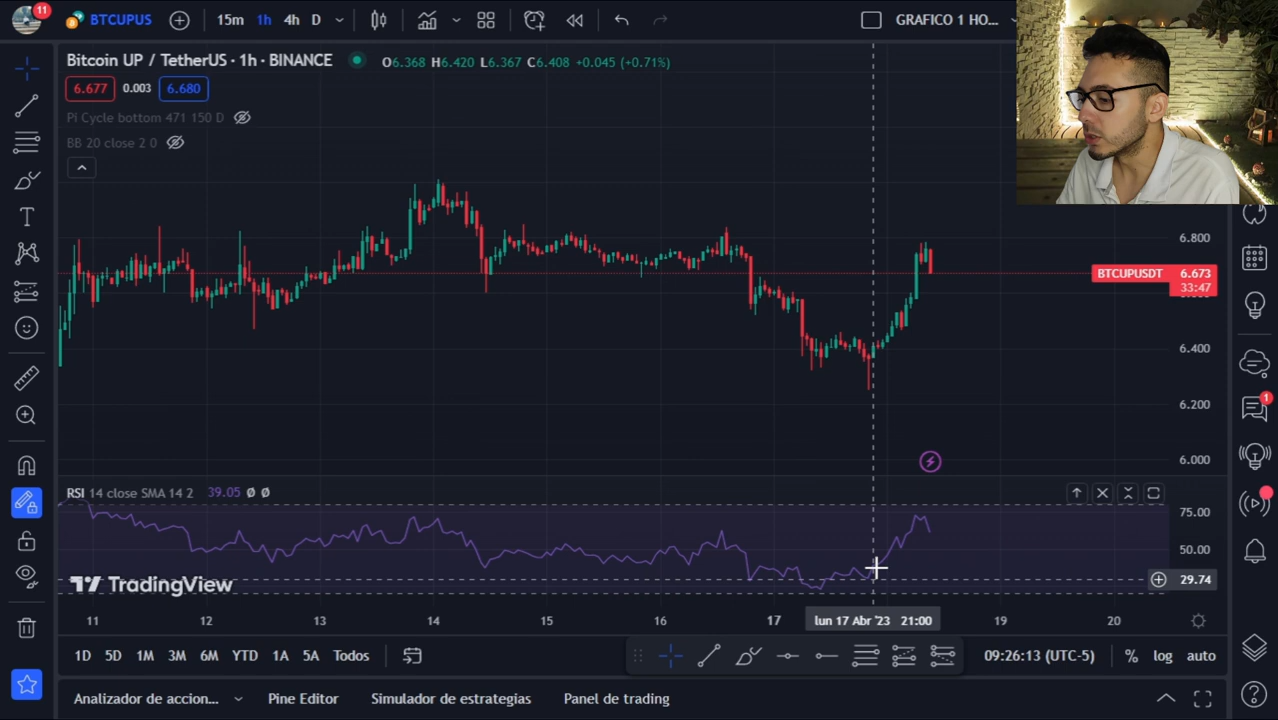 11
BTCUPUS
15m 1h 4h D
GRAFICO 1 HO...
Bitcoin UP / TetherUS · 1h · BINANCE
O6.368 H6.420 L6.367 C6.408 +0.045 (+0.71%)
6.677 0.003 6.680
Pi Cycle bottom 471 150 D
BB 20 close 2 0
6.800
BTCUPUSDT 6.673
33:47
6.400
6.200
6.000
RSI 14 close SMA 14 2 39.05 Ø Ø
75.00
50.00
29.74
TradingView
11 12 13 14 15 16 17 lun 17 Abr '23 21:00 19 20
1D 5D 1M 3M 6M YTD 1A 5A Todos
09:26:13 (UTC-5) % log auto
Analizador de accion... Pine Editor Simulador de estrategias Panel de trading
1